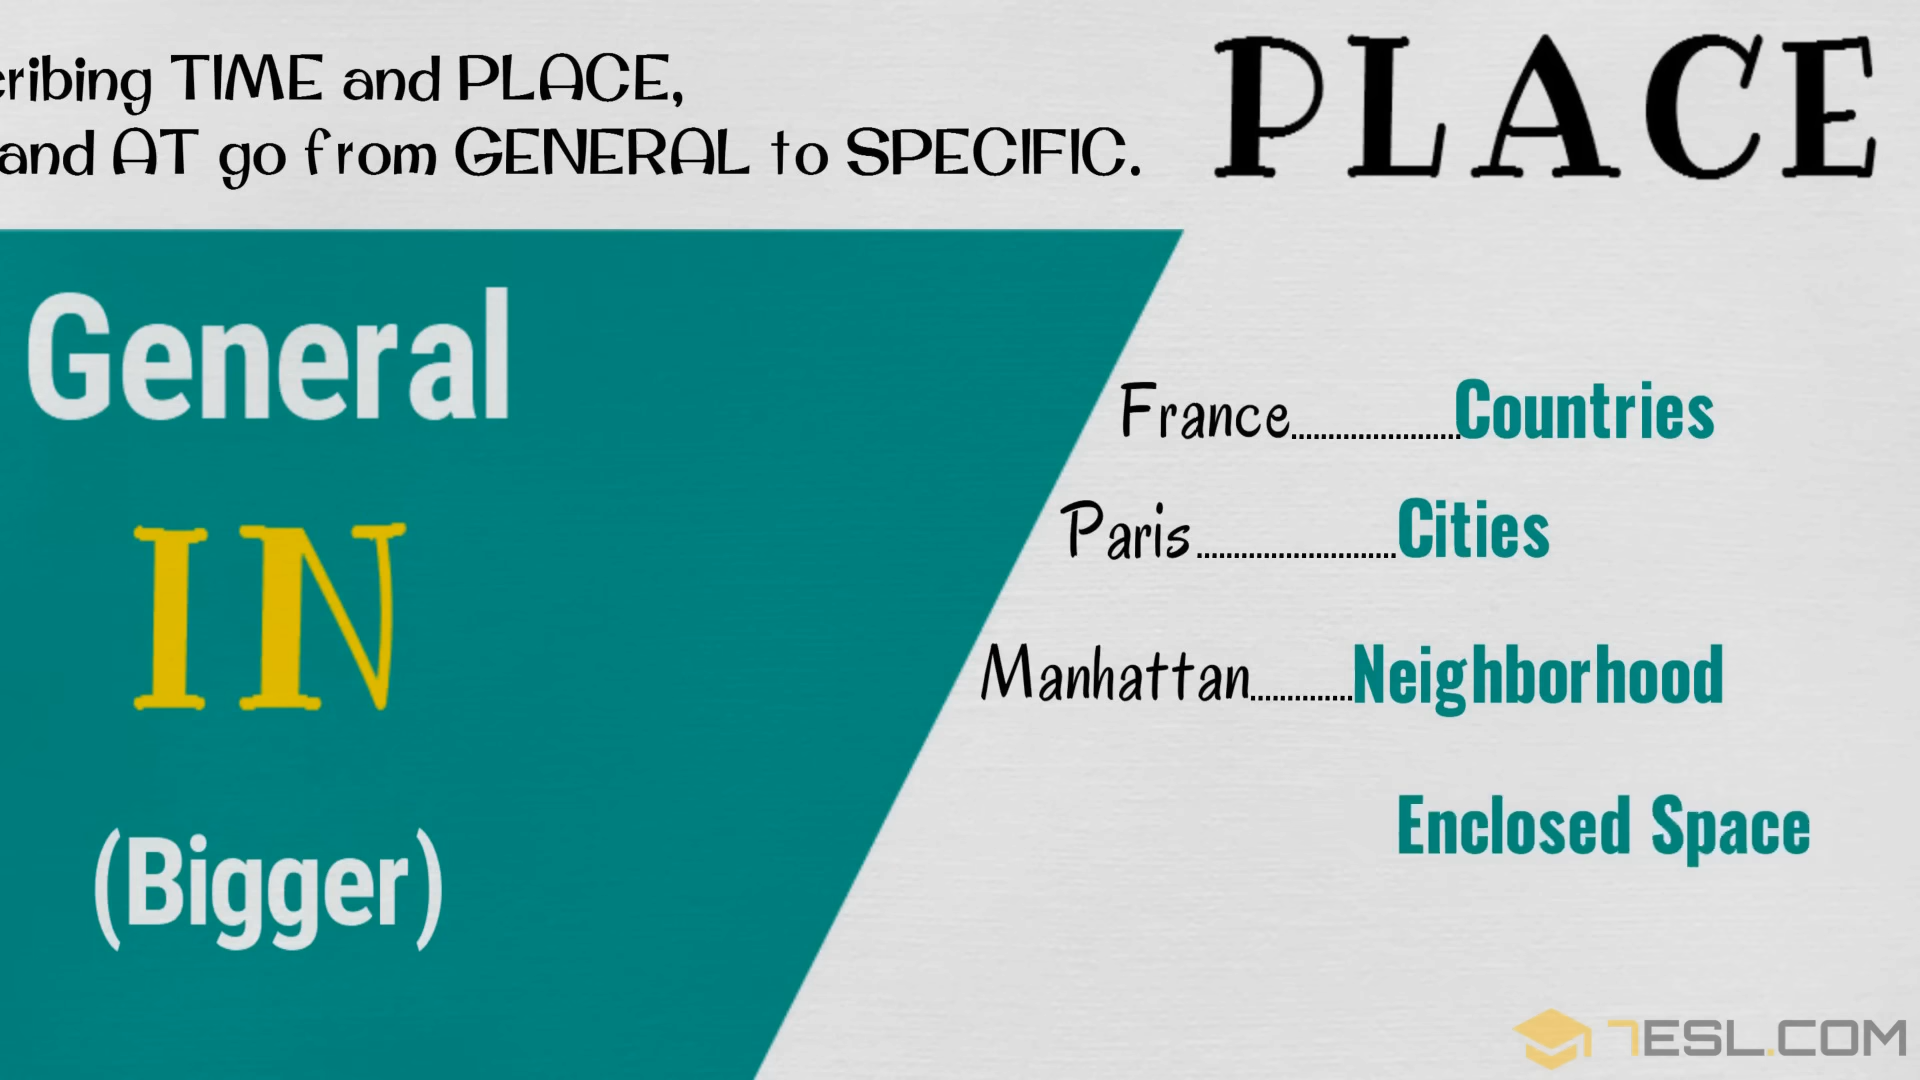 cribing TIME and PLACE,
and AT go from GENERAL to SPECIFIC.
PLACE
General
IN
(Bigger)
France.....................Countries
Paris.........................Cities
Manhattan.............Neighborhood
Enclosed Space
7ESL.COM